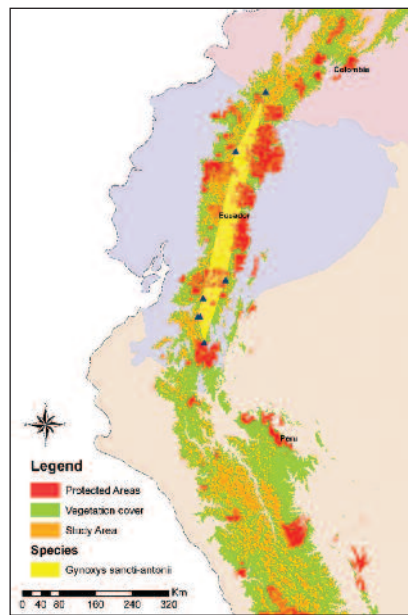 Colombia
Ecuador
Peru
Legend
Protected Areas
Vegetation cover
Study Area
Species
Gynoxys sancti-antonii
Km
0 40 80 160 240 320